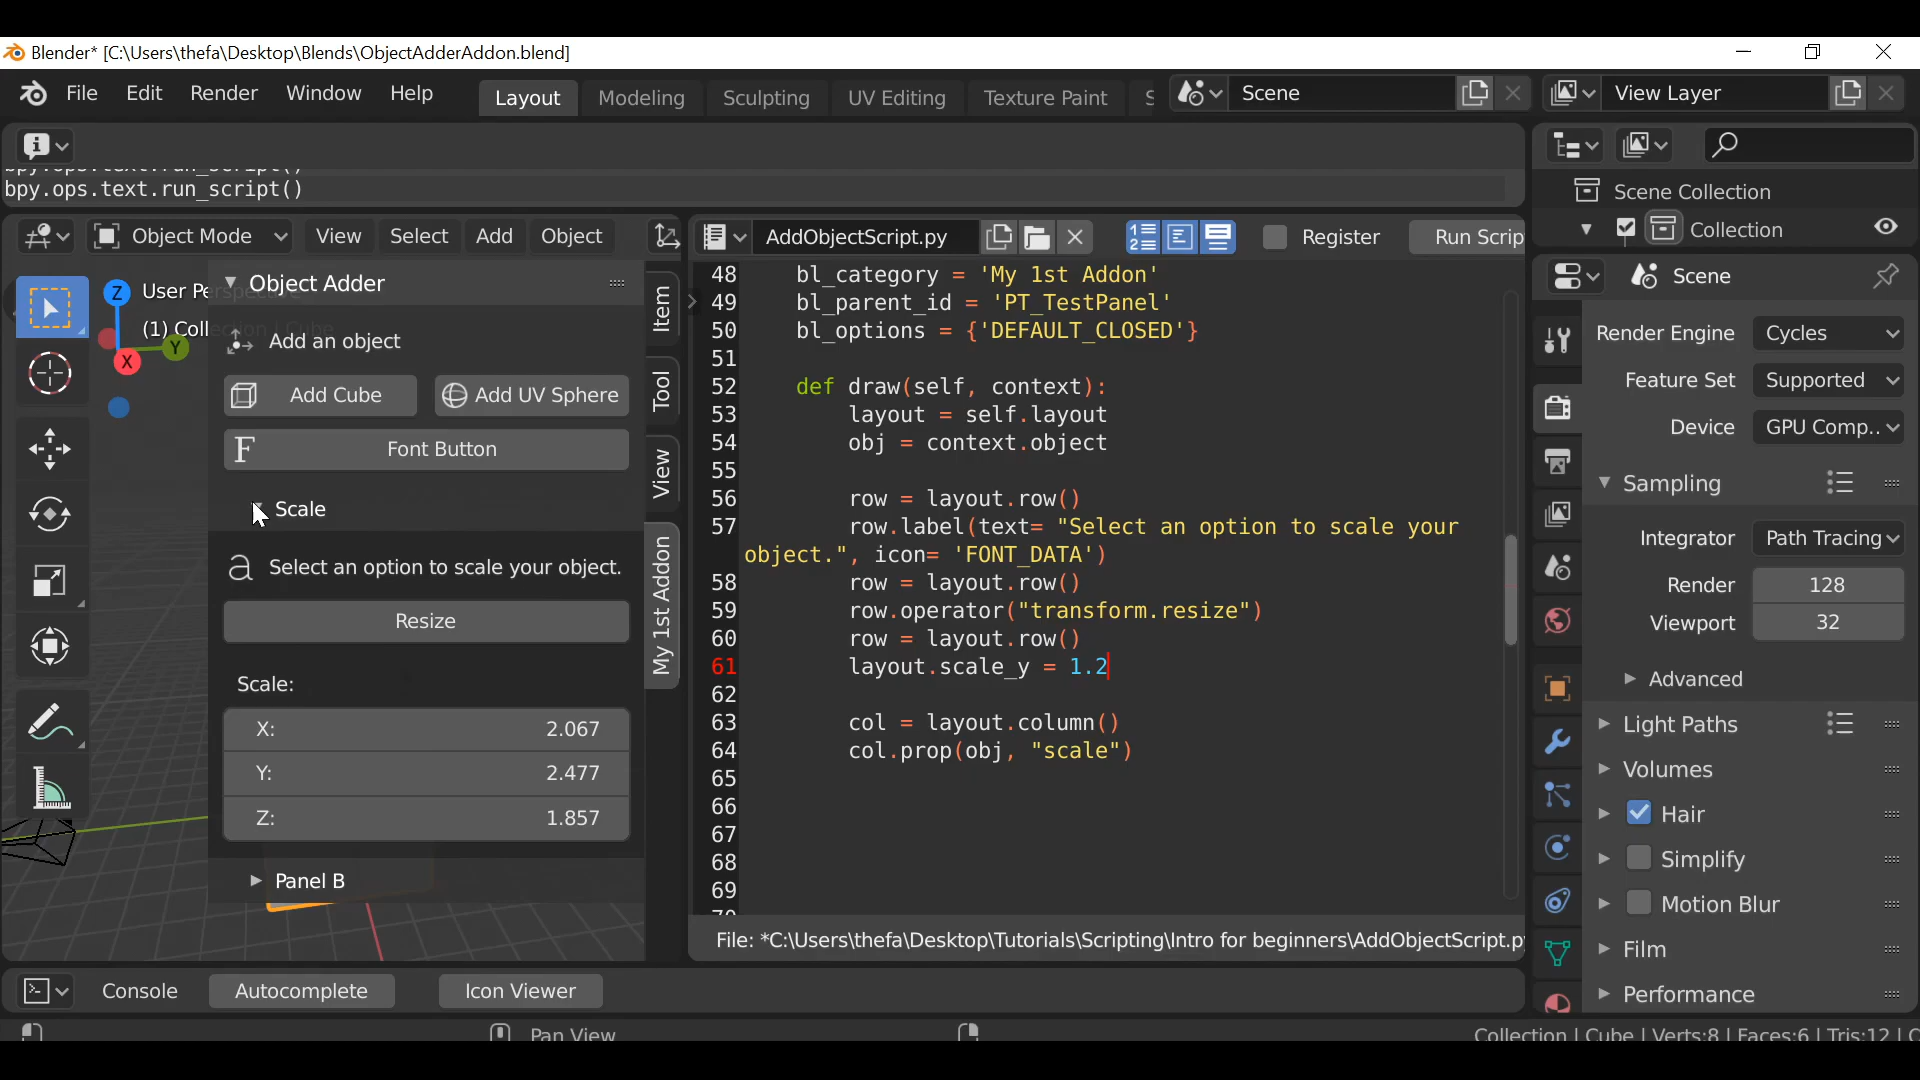 Blender* [C:\Users\thefa\Desktop\Blends\ObjectAdderAddon.blend]
File Edit Render Window Help
Layout Modeling Sculpting UV Editing Texture Paint S
Scene
View Layer
bpy.ops.text.run_script()
bpy.ops.text.run_script()
Scene Collection
Collection
Object Mode View Select Add Object
AddObjectScript.py
Register
Run Scrip
User Pe
(1) Coll
Z
Y
X
Object Adder
Add an object
Add Cube
Add UV Sphere
Font Button
Scale
Select an option to scale your object.
Resize
Scale:
X: 2.067
Y: 2.477
Z: 1.857
Panel B
Item
Tool
View
My 1st Addon
48 bl_category = 'My 1st Addon'
49 bl_parent_id = 'PT_TestPanel'
50 bl_options = {'DEFAULT_CLOSED'}
51
52 def draw(self, context):
53 layout = self.layout
54 obj = context.object
55
56 row = layout.row()
57 row.label(text= "Select an option to scale your
object.", icon= 'FONT_DATA')
58 row = layout.row()
59 row.operator("transform.resize")
60 row = layout.row()
61 layout.scale_y = 1.2
62
63 col = layout.column()
64 col.prop(obj, "scale")
65
66
67
68
69
70
File: *C:\Users\thefa\Desktop\Tutorials\Scripting\Intro for beginners\AddObjectScript.p
Console Autocomplete Icon Viewer
Pan View
Collection | Cube | Verts:8 | Faces:6 | Tris:12 |
Scene
Render Engine Cycles
Feature Set Supported
Device GPU Comp..
Sampling
Integrator Path Tracing
Render 128
Viewport 32
Advanced
Light Paths
Volumes
Hair
Simplify
Motion Blur
Film
Performance